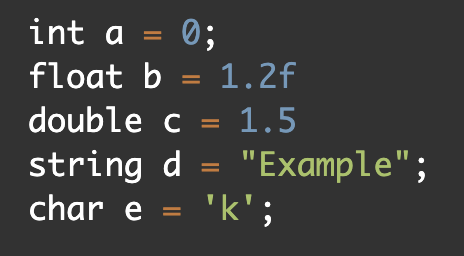 int a = 0;
float b = 1.2f
double c = 1.5
string d = "Example";
char e = 'k';